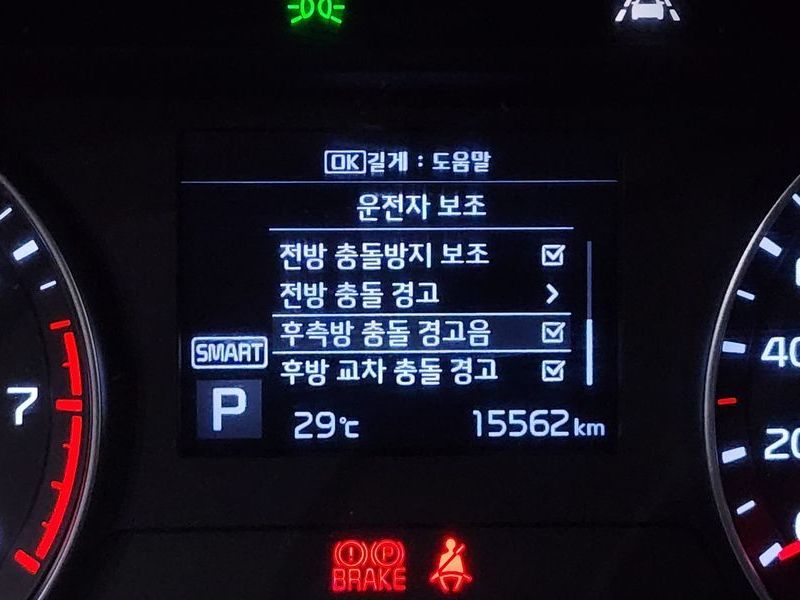 OK 길게 : 도움말
운전자 보조
전방 충돌방지 보조
전방 충돌 경고
후측방 충돌 경고음
후방 교차 충돌 경고
SMART
P
29℃
15562 km
7
40
20
P
BRAKE